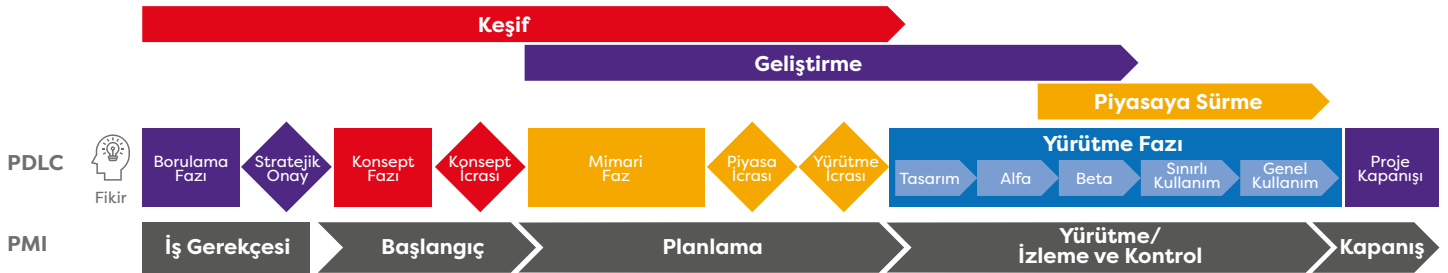 Keşif
Geliştirme
Piyasaya Sürme
PDLC
Fikir
Borulama
Fazı
Stratejik
Onay
Konsept
Fazı
Konsept
İcrası
Mimari
Faz
Piyasa
İcrası
Yürütme
İcrası
Yürütme Fazı
Tasarım
Alfa
Beta
Sınırlı
Kullanım
Genel
Kullanım
Proje
Kapanışı
PMI
İş Gerekçesi
Başlangıç
Planlama
Yürütme/
İzleme ve Kontrol
Kapanış